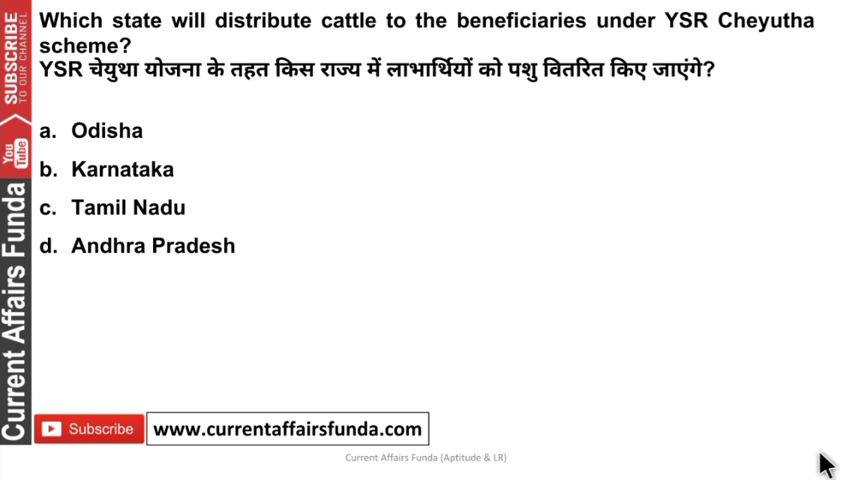 Which state will distribute cattle to the beneficiaries under YSR Cheyutha
scheme?
YSR चेयुथा योजना के तहत किस राज्य में लाभार्थियों को पशु वितरित किए जाएंगे?
a. Odisha
b. Karnataka
c. Tamil Nadu
d. Andhra Pradesh
SUBSCRIBE
TO OUR CHANNEL
You
Tube
Current Affairs Funda
Subscribe
www.currentaffairsfunda.com
Current Affairs Funda (Aptitude & LR)